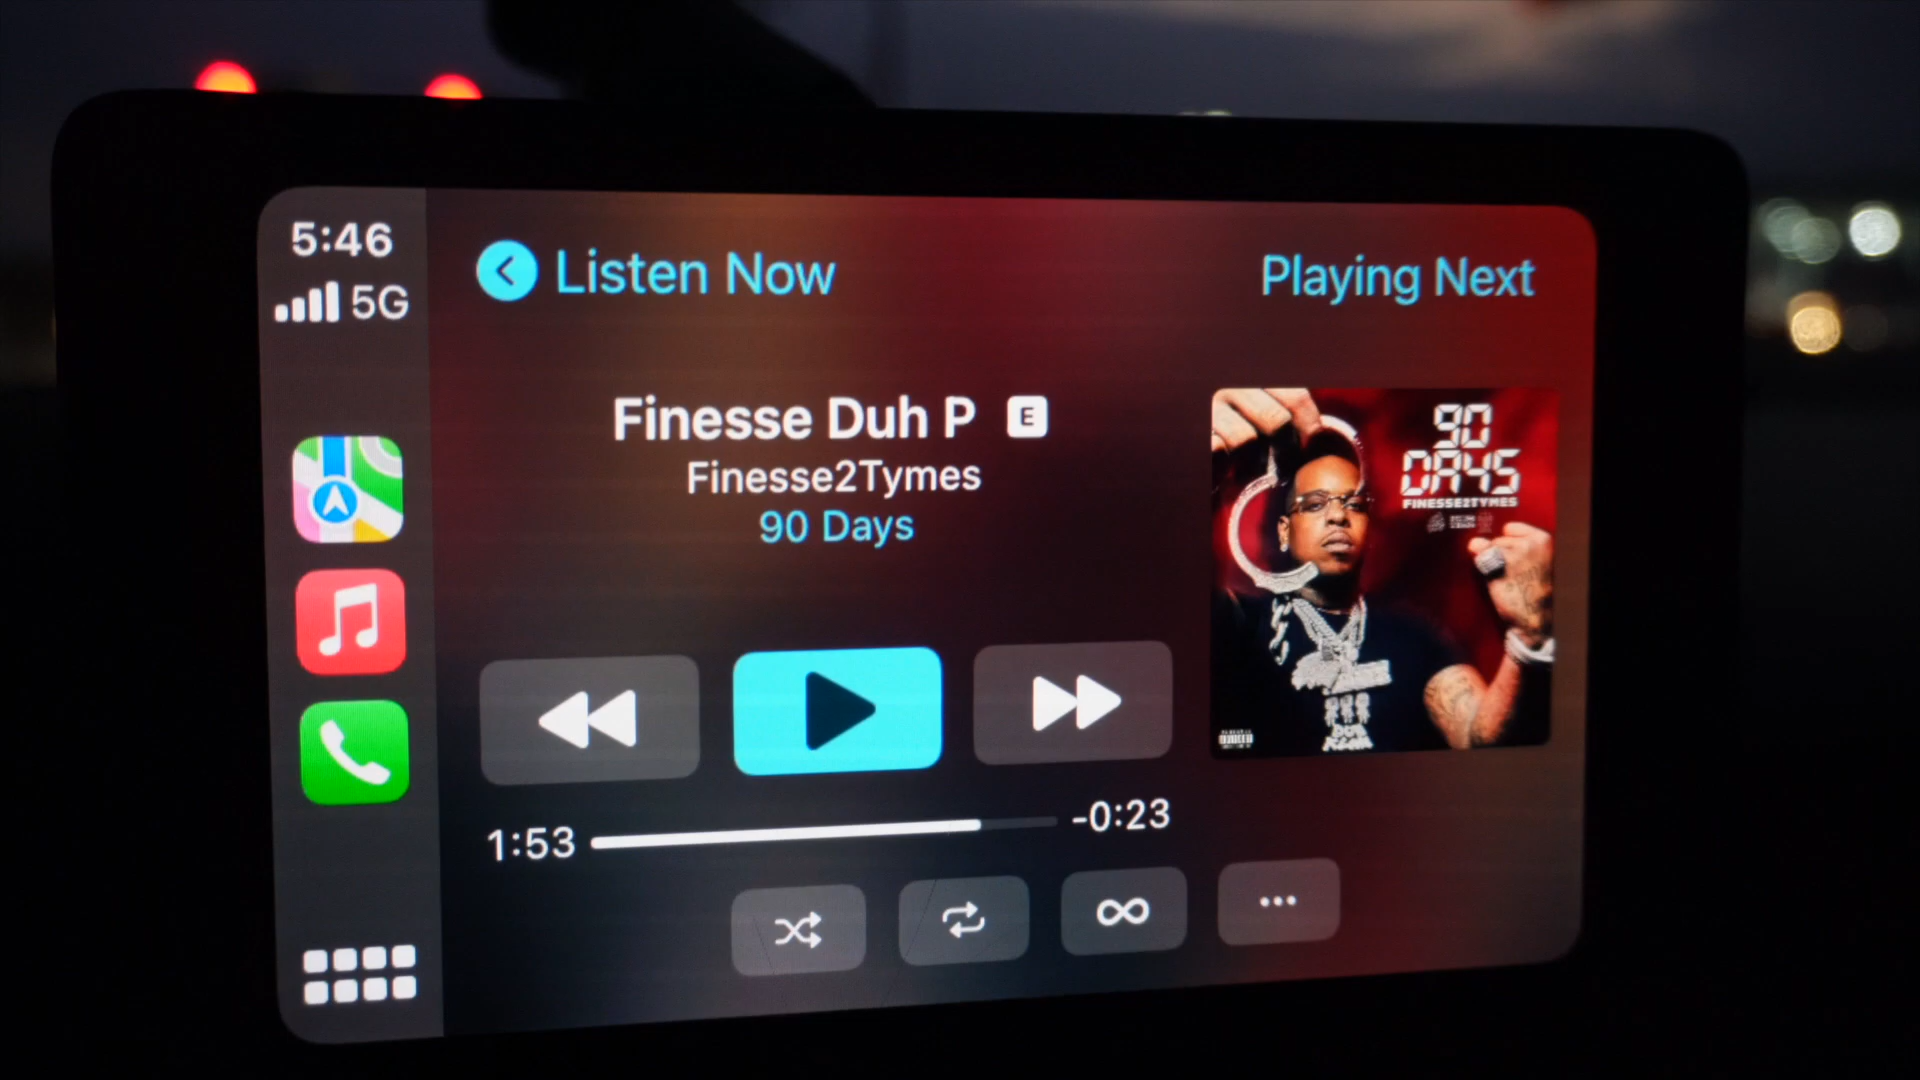 5:46
5G
Listen Now
Playing Next
Finesse Duh P E
Finesse2Tymes
90 Days
1:53
-0:23
90
DAYS
FINESSE2TYMES